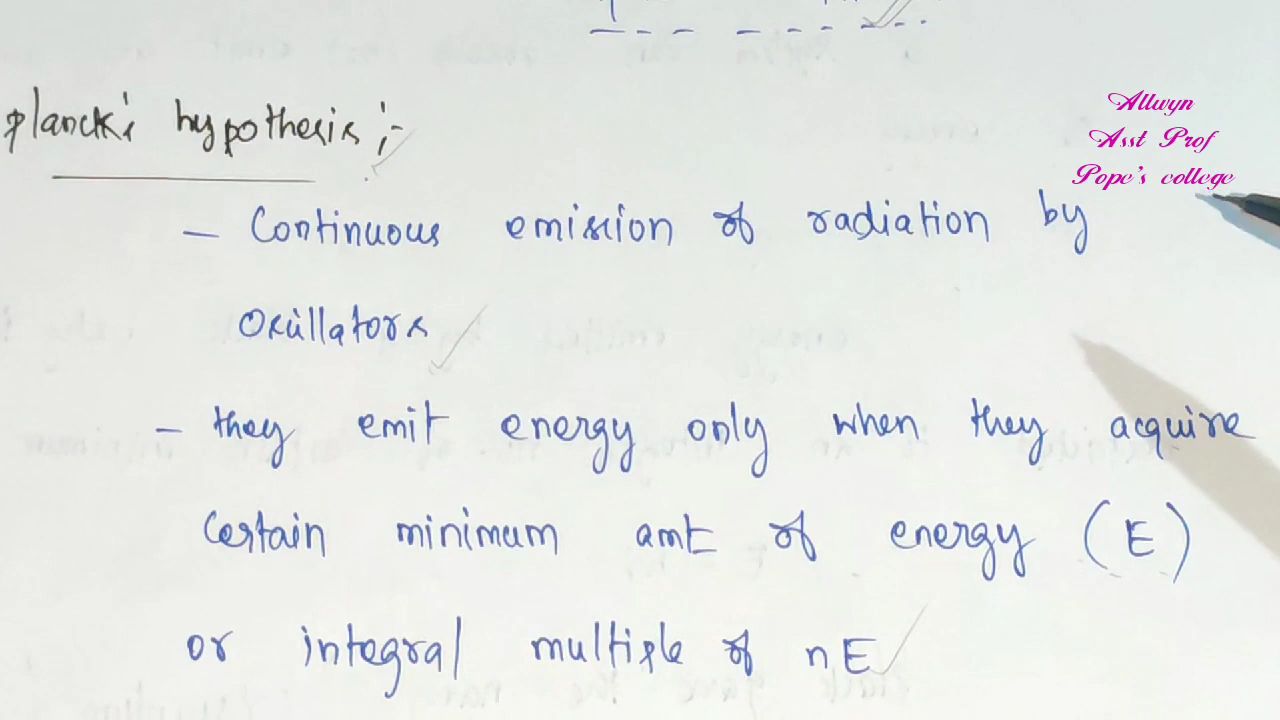 planck's hypothesis :-
Allwyn
Asst Prof
Pope's college
- Continuous emission of radiation by
oscillators
- they emit energy only when they acquire
certain minimum amt of energy (E)
or integral multiple of nE